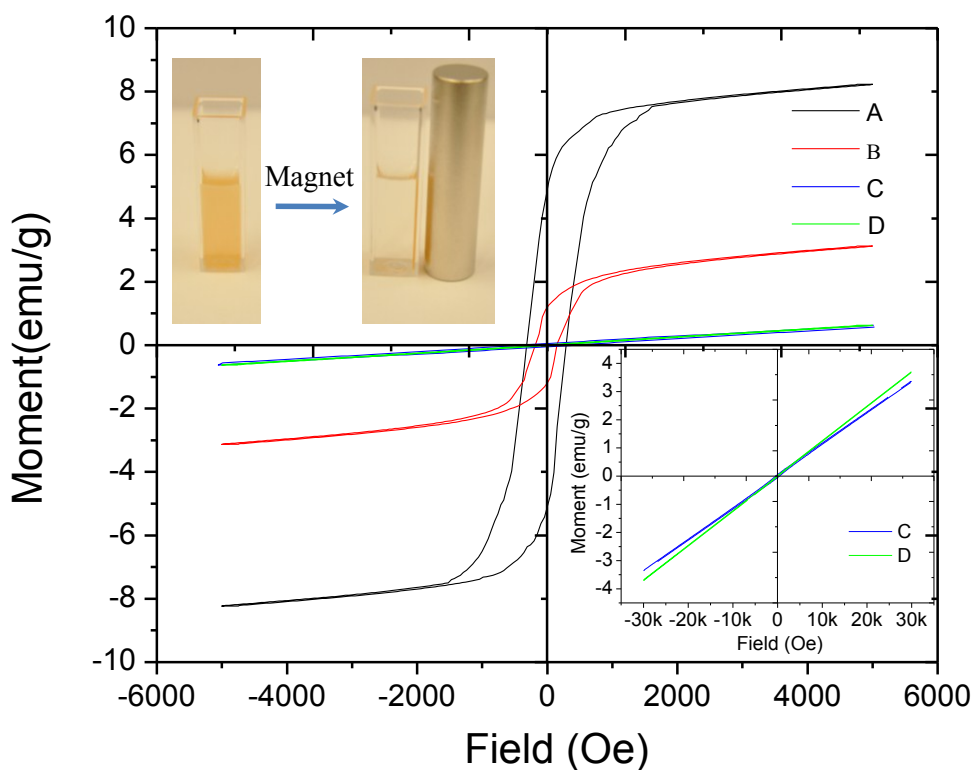 10
8
6
4
2
0
-2
-4
-6
-8
-10
-6000 -4000 -2000 0 2000 4000 6000
Moment(emu/g)
Field (Oe)
Magnet
A
B
C
D
4
3
2
1
0
-1
-2
-3
-4
-30k -20k -10k 0 10k 20k 30k
Moment (emu/g)
Field (Oe)
C
D